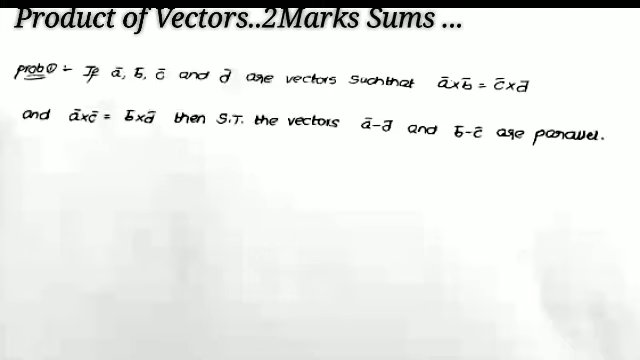 Product of Vectors..2Marks Sums ...
prob① :- If ā, b̄, c̄ and d̄ are vectors such that ā×b̄ = c̄×d̄
and ā×c̄ = b̄×d̄ then S.T. the vectors ā-d̄ and b̄-c̄ are parallel.